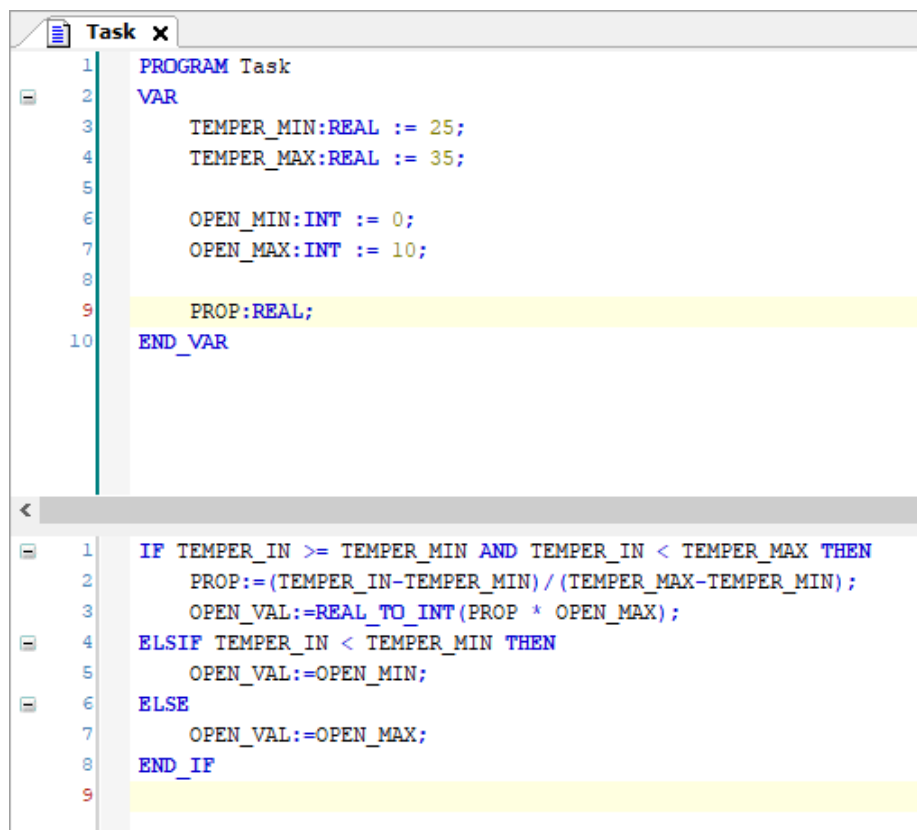 Task
1 PROGRAM Task
2 VAR
3 TEMPER_MIN:REAL := 25;
4 TEMPER_MAX:REAL := 35;
5
6 OPEN_MIN:INT := 0;
7 OPEN_MAX:INT := 10;
8
9 PROP:REAL;
10 END_VAR
1 IF TEMPER_IN >= TEMPER_MIN AND TEMPER_IN < TEMPER_MAX THEN
2 PROP:=(TEMPER_IN-TEMPER_MIN)/(TEMPER_MAX-TEMPER_MIN);
3 OPEN_VAL:=REAL_TO_INT(PROP * OPEN_MAX);
4 ELSIF TEMPER_IN < TEMPER_MIN THEN
5 OPEN_VAL:=OPEN_MIN;
6 ELSE
7 OPEN_VAL:=OPEN_MAX;
8 END_IF
9